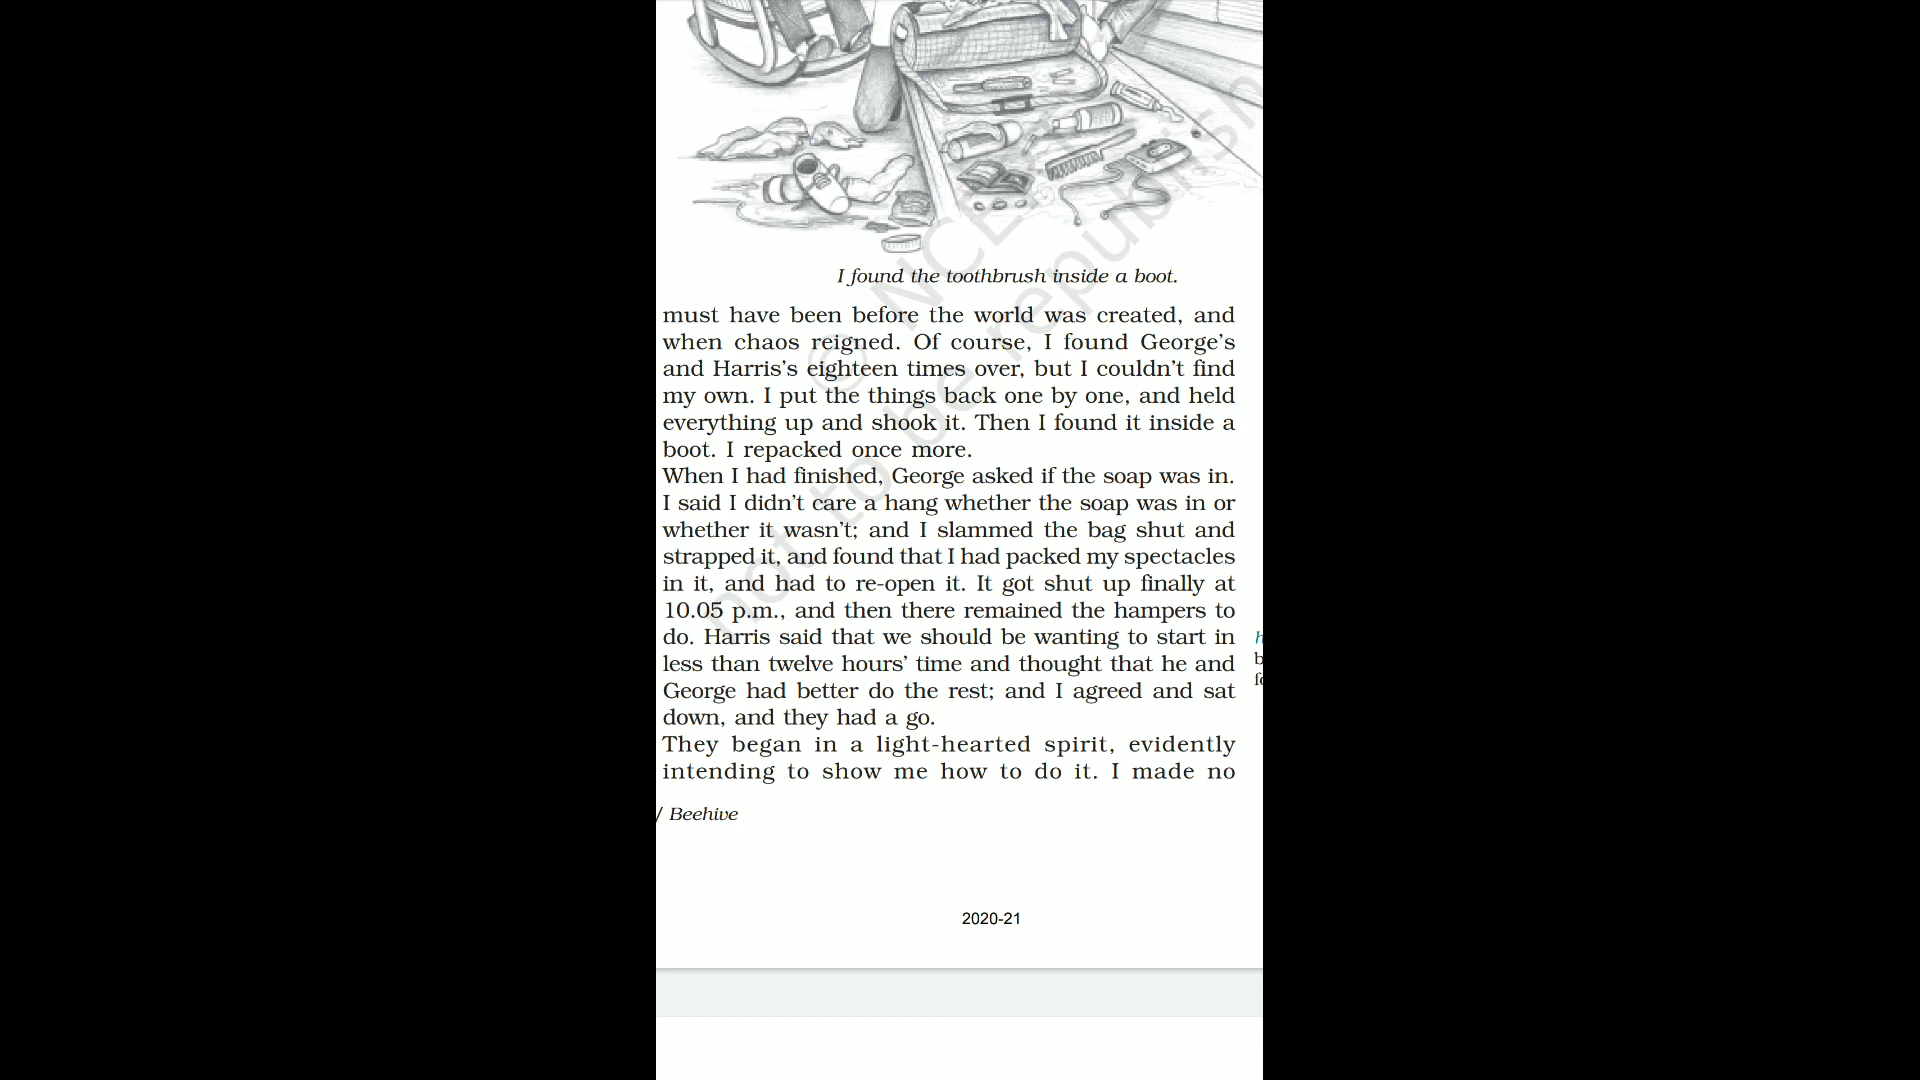 I found the toothbrush inside a boot.
must have been before the world was created, and
when chaos reigned. Of course, I found George's
and Harris's eighteen times over, but I couldn't find
my own. I put the things back one by one, and held
everything up and shook it. Then I found it inside a
boot. I repacked once more.
When I had finished, George asked if the soap was in.
I said I didn't care a hang whether the soap was in or
whether it wasn't; and I slammed the bag shut and
strapped it, and found that I had packed my spectacles
in it, and had to re-open it. It got shut up finally at
10.05 p.m., and then there remained the hampers to
do. Harris said that we should be wanting to start in
less than twelve hours' time and thought that he and
George had better do the rest; and I agreed and sat
down, and they had a go.
They began in a light-hearted spirit, evidently
intending to show me how to do it. I made no
/ Beehive
2020-21
© NCE
not to be republish